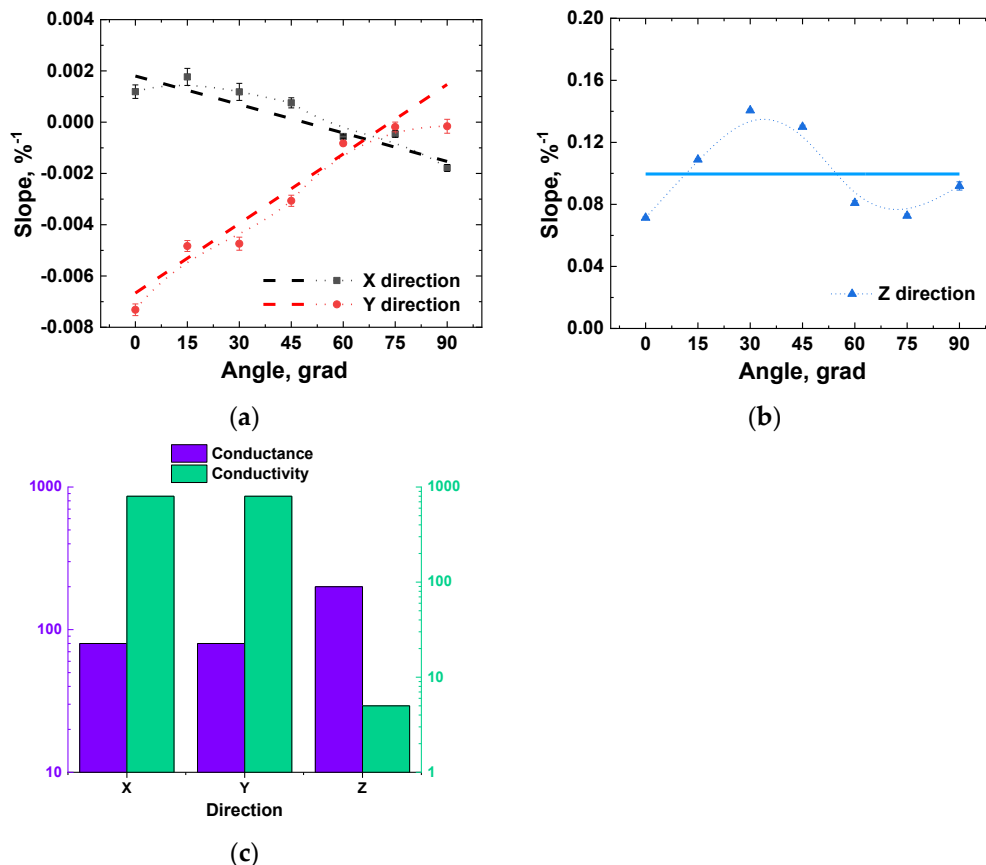 0.004
0.002
0.000
-0.002
-0.004
-0.006
-0.008
Slope, %-1
X direction
Y direction
0 15 30 45 60 75 90
Angle, grad
(a)
0.20
0.16
0.12
0.08
0.04
0.00
Slope, %-1
Z direction
0 15 30 45 60 75 90
Angle, grad
(b)
Conductance
Conductivity
1000
100
10
1000
100
10
1
X Y Z
Direction
(c)